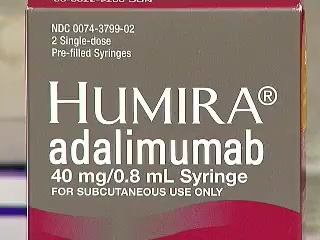 NDC 0074-3799-02
2 Single-dose
Pre-filled Syringes
HUMIRA®
adalimumab
40 mg/0.8 mL Syringe
FOR SUBCUTANEOUS USE ONLY